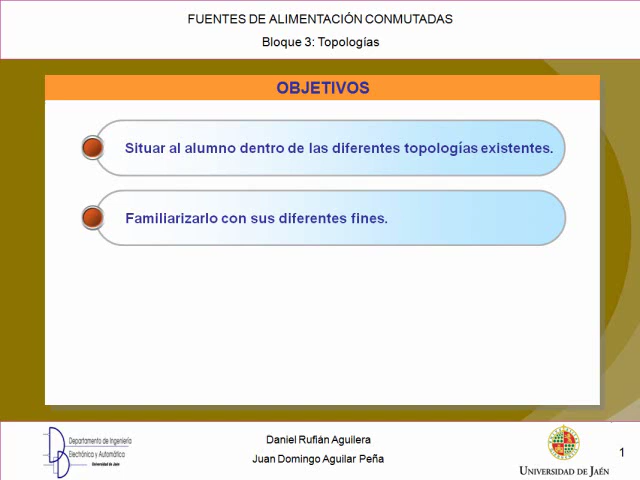 FUENTES DE ALIMENTACIÓN CONMUTADAS
Bloque 3: Topologías
OBJETIVOS
Situar al alumno dentro de las diferentes topologías existentes.
Familiarizarlo con sus diferentes fines.
Departamento de Ingeniería
Electrónica y Automática
Universidad de Jaén
Daniel Rufián Aguilera
Juan Domingo Aguilar Peña
UNIVERSIDAD DE JAÉN
1